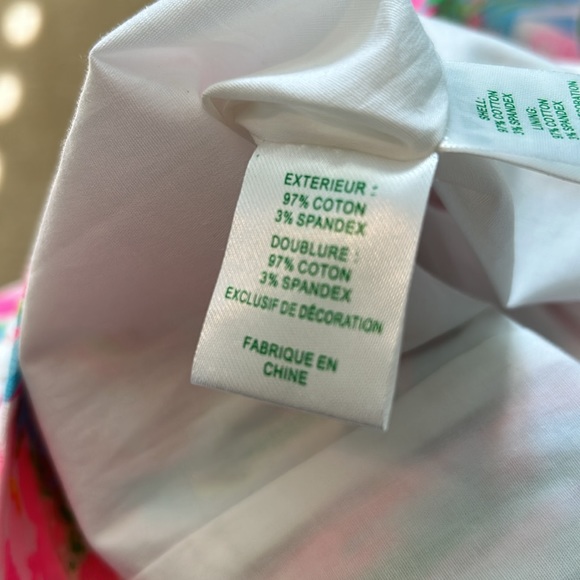 EXTERIEUR :
97% COTON
3% SPANDEX
DOUBLURE :
97% COTON
3% SPANDEX
EXCLUSIF DE DÉCORATION
FABRIQUE EN
CHINE
SHELL:
97% COTTON
3% SPANDEX
LINING:
97% COTTON
3% SPANDEX